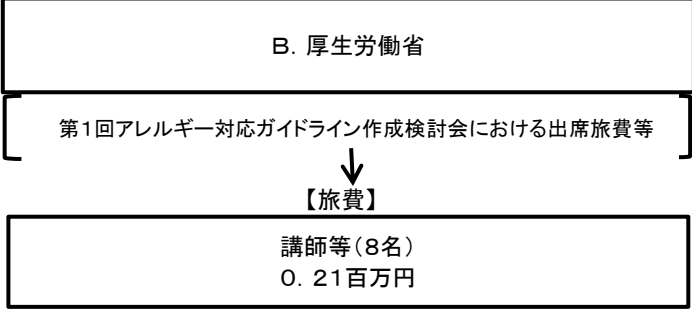 B．厚生労働省
第1回アレルギー対応ガイドライン作成検討会における出席旅費等
【旅費】
講師等（8名）
0．21百万円